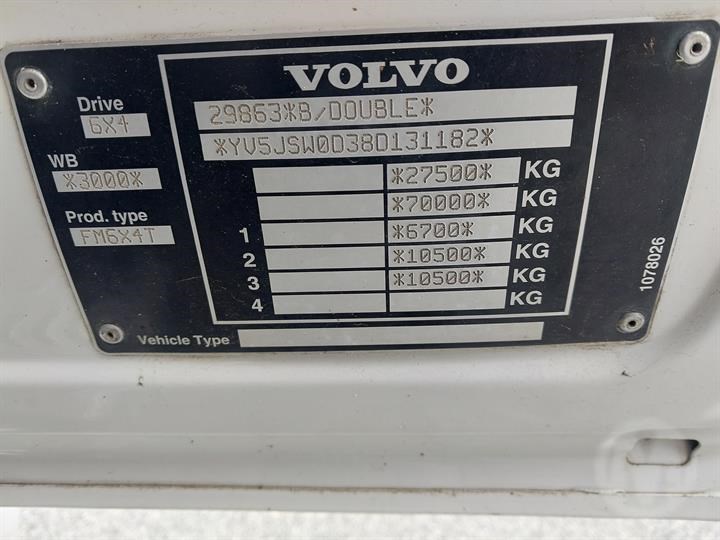 VOLVO
Drive
6X4
WB
*3000*
Prod. type
FM6X4T
29863*B/DOUBLE*
*YV5JSW0D38D131182*
*27500* KG
*70000* KG
1 *6700* KG
2 *10500* KG
3 *10500* KG
4 KG
Vehicle Type
1078026